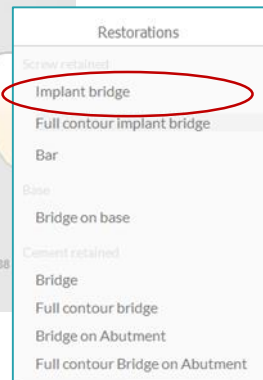 Restorations
Screw retained
Implant bridge
Full contour implant bridge
Bar
Base
Bridge on base
Cement retained
38
Bridge
Full contour bridge
Bridge on Abutment
Full contour Bridge on Abutment